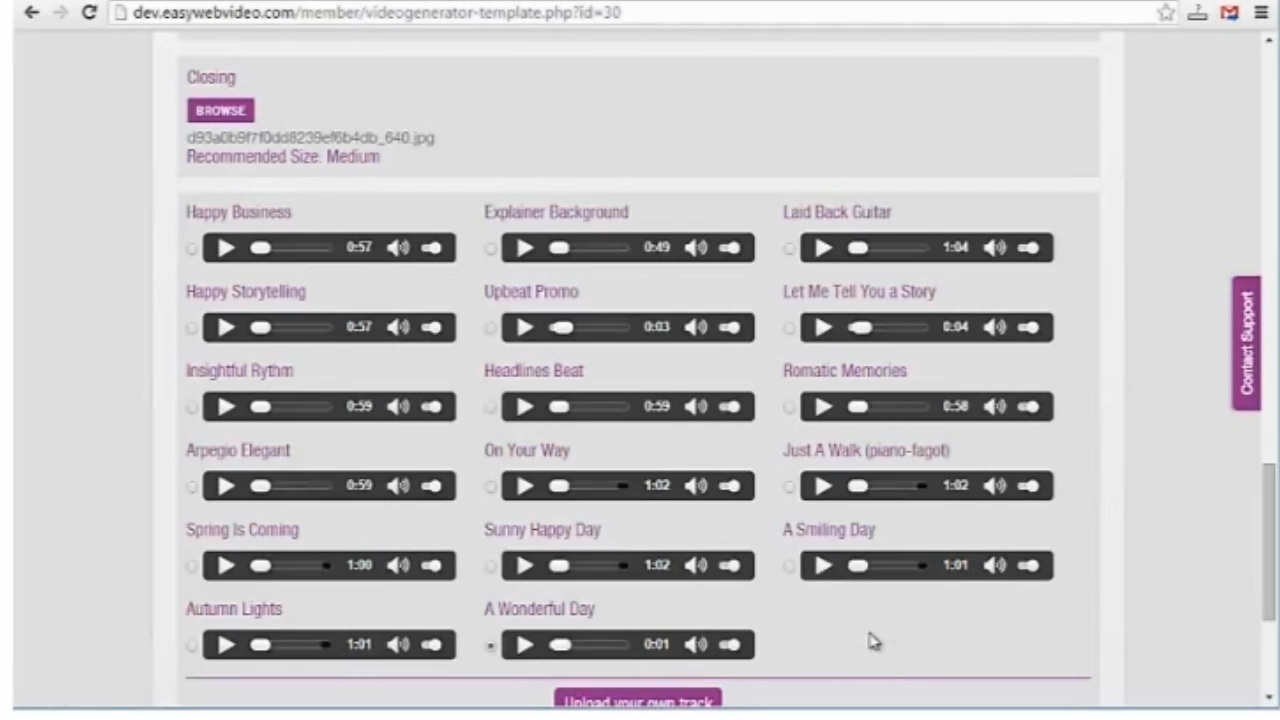 dev.easywebvideo.com/member/videogenerator-template.php?id=30
Closing
BROWSE
d93a0b9f7f0dd8239ef6b4db_640.jpg
Recommended Size: Medium
Happy Business Explainer Background Laid Back Guitar
0:57 0:49 1:04
Happy Storytelling Upbeat Promo Let Me Tell You a Story
0:57 0:03 0:04
Insightful Rythm Headlines Beat Romatic Memories
0:59 0:59 0:58
Arpegio Elegant On Your Way Just A Walk (piano-fagot)
0:59 1:02 1:02
Spring Is Coming Sunny Happy Day A Smiling Day
1:00 1:02 1:01
Autumn Lights A Wonderful Day
1:01 0:01
Upload your own track
Contact Support